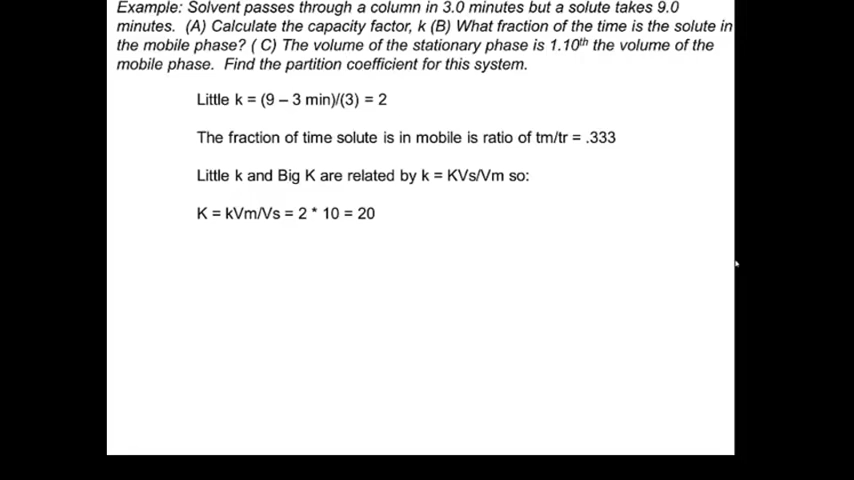 Example: Solvent passes through a column in 3.0 minutes but a solute takes 9.0
minutes. (A) Calculate the capacity factor, k (B) What fraction of the time is the solute in
the mobile phase? ( C) The volume of the stationary phase is 1.10th the volume of the
mobile phase. Find the partition coefficient for this system.
Little k = (9 – 3 min)/(3) = 2
The fraction of time solute is in mobile is ratio of tm/tr = .333
Little k and Big K are related by k = KVs/Vm so:
K = kVm/Vs = 2 * 10 = 20